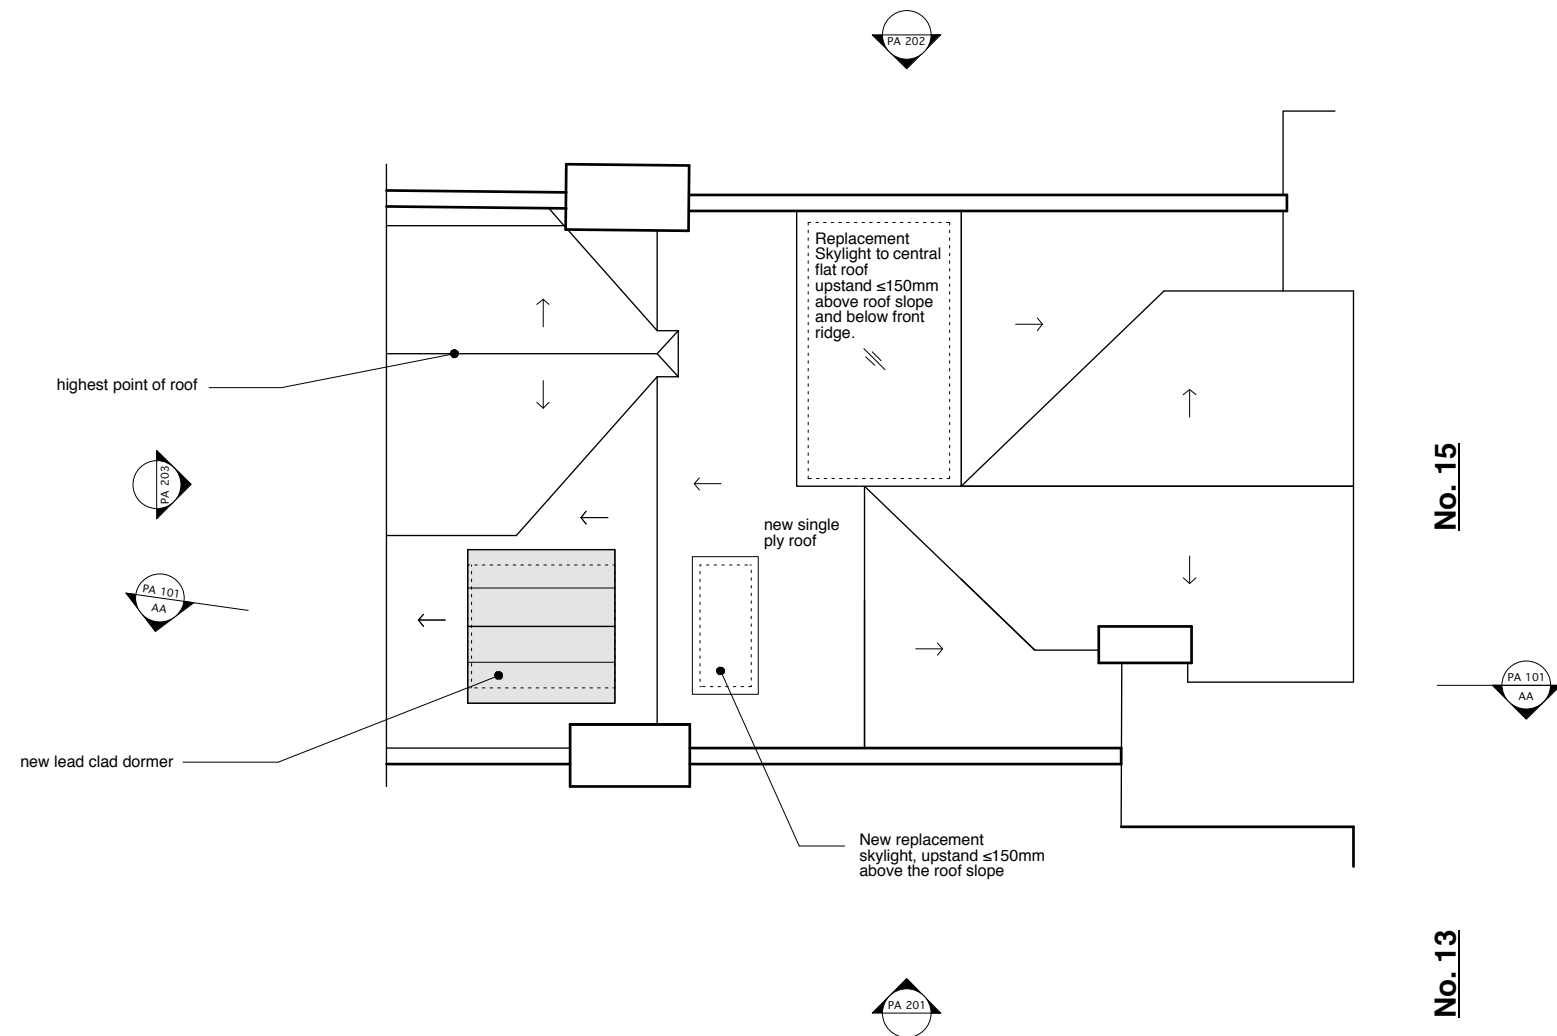 PA 202
Replacement
Skylight to central
flat roof
upstand ≤150mm
above roof slope
and below front
ridge.
highest point of roof
PA 203
No. 15
new single
ply roof
PA 101
AA
PA 101
AA
new lead clad dormer
New replacement
skylight, upstand ≤150mm
above the roof slope
No. 13
PA 201